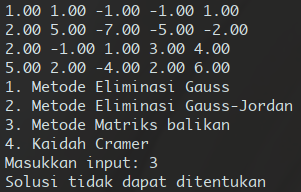 1.00 1.00 -1.00 -1.00 1.00
2.00 5.00 -7.00 -5.00 -2.00
2.00 -1.00 1.00 3.00 4.00
5.00 2.00 -4.00 2.00 6.00
1. Metode Eliminasi Gauss
2. Metode Eliminasi Gauss-Jordan
3. Metode Matriks balikan
4. Kaidah Cramer
Masukkan input: 3
Solusi tidak dapat ditentukan